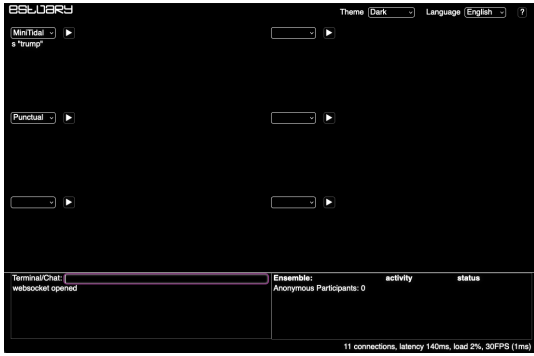 estuary
Theme Dark Language English ?
MiniTidal
s "trump"
Punctual
Terminal/Chat:
websocket opened
Ensemble: activity status
Anonymous Participants: 0
11 connections, latency 140ms, load 2%, 30FPS (1ms)